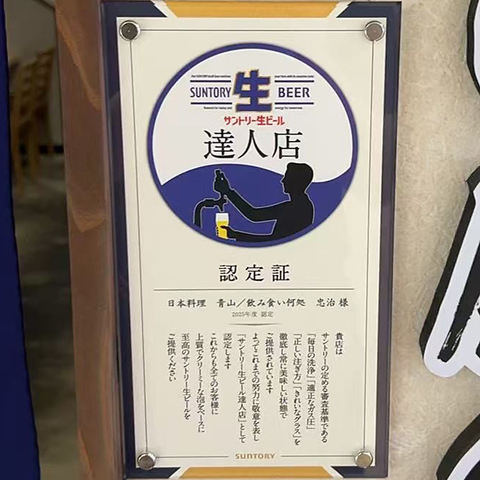 SUNTORY 生 BEER
サントリー生ビール
達人店
認定証
日本料理 青山/飲み食い何処 忠治 様
2025年度 認定
貴店は
サントリーの定める審査基準である
「毎日の洗浄」「適正なガス圧」
「正しい注ぎ方」「きれいなグラス」を
徹底し常に美味しい状態で
ご提供されています
よってこれまでの努力に敬意を表し
「サントリー生ビール達人店」として
認定します
これからも全てのお客様に
上質でクリーミーな泡をベースに
至高のサントリー生ビールを
ご提供ください
SUNTORY